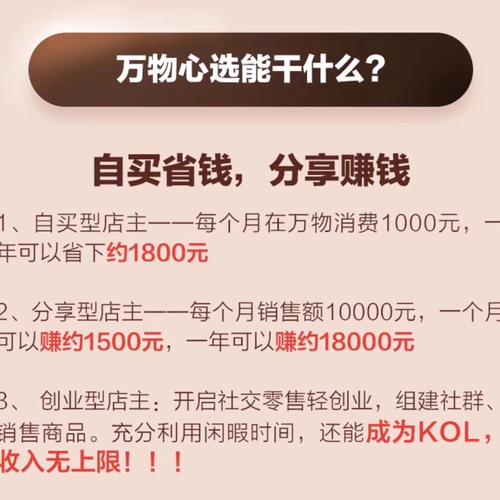 万物心选能干什么?
自买省钱，分享赚钱
1、自买型店主——每个月在万物消费1000元，一
年可以省下约1800元
2、分享型店主——每个月销售额10000元，一个月
可以赚约1500元，一年可以赚约18000元
3、 创业型店主：开启社交零售轻创业，组建社群、
销售商品。充分利用闲暇时间，还能成为KOL，
收入无上限！！！